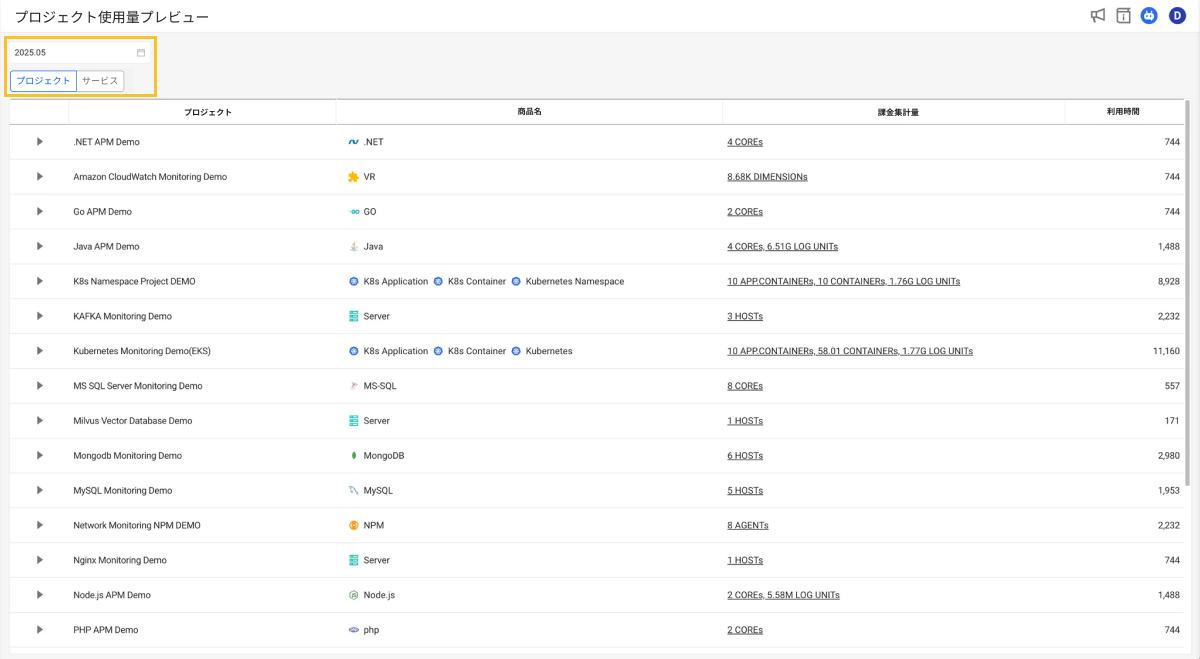 プロジェクト使用量プレビュー
D
2025.05
プロジェクト サービス
プロジェクト 商品名 課金集計量 利用時間
.NET APM Demo .NET 4 COREs 744
Amazon CloudWatch Monitoring Demo VR 8.68K DIMENSIONs 744
Go APM Demo GO 2 COREs 744
Java APM Demo Java 4 COREs, 6.51G LOG UNITs 1,488
K8s Namespace Project DEMO K8s Application K8s Container Kubernetes Namespace 10 APP.CONTAINERs, 10 CONTAINERs, 1.76G LOG UNITs 8,928
KAFKA Monitoring Demo Server 3 HOSTs 2,232
Kubernetes Monitoring Demo(EKS) K8s Application K8s Container Kubernetes 10 APP.CONTAINERs, 58.01 CONTAINERs, 1.77G LOG UNITs 11,160
MS SQL Server Monitoring Demo MS-SQL 8 COREs 557
Milvus Vector Database Demo Server 1 HOSTs 171
Mongodb Monitoring Demo MongoDB 6 HOSTs 2,980
MySQL Monitoring Demo MySQL 5 HOSTs 1,953
Network Monitoring NPM DEMO NPM 8 AGENTs 2,232
Nginx Monitoring Demo Server 1 HOSTs 744
Node.js APM Demo Node.js 2 COREs, 5.58M LOG UNITs 1,488
PHP APM Demo php 2 COREs 744